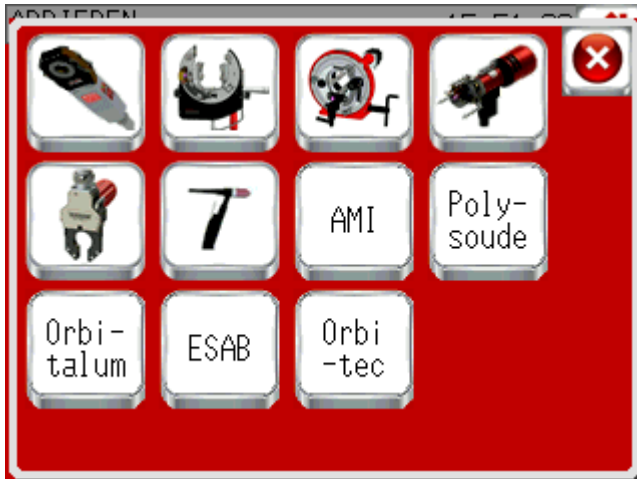 AMI
Poly-
soude
Orbi-
talum
ESAB
Orbi
-tec